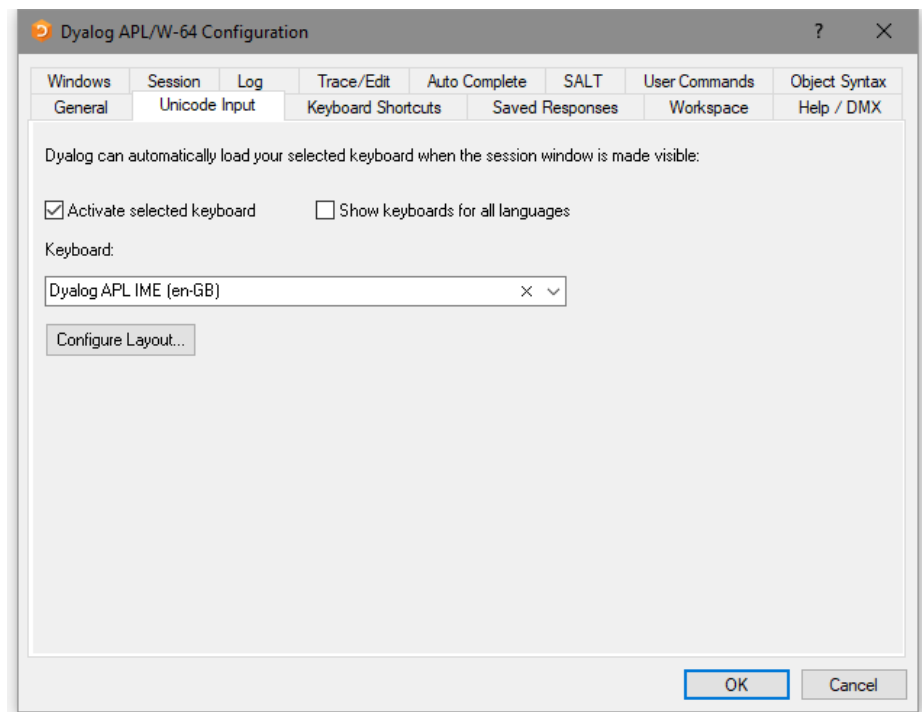 Dyalog APL/W-64 Configuration ?
Windows Session Log Trace/Edit Auto Complete SALT User Commands Object Syntax
General Unicode Input Keyboard Shortcuts Saved Responses Workspace Help / DMX
Dyalog can automatically load your selected keyboard when the session window is made visible:
Activate selected keyboard Show keyboards for all languages
Keyboard:
Dyalog APL IME (en-GB)
Configure Layout...
OK Cancel